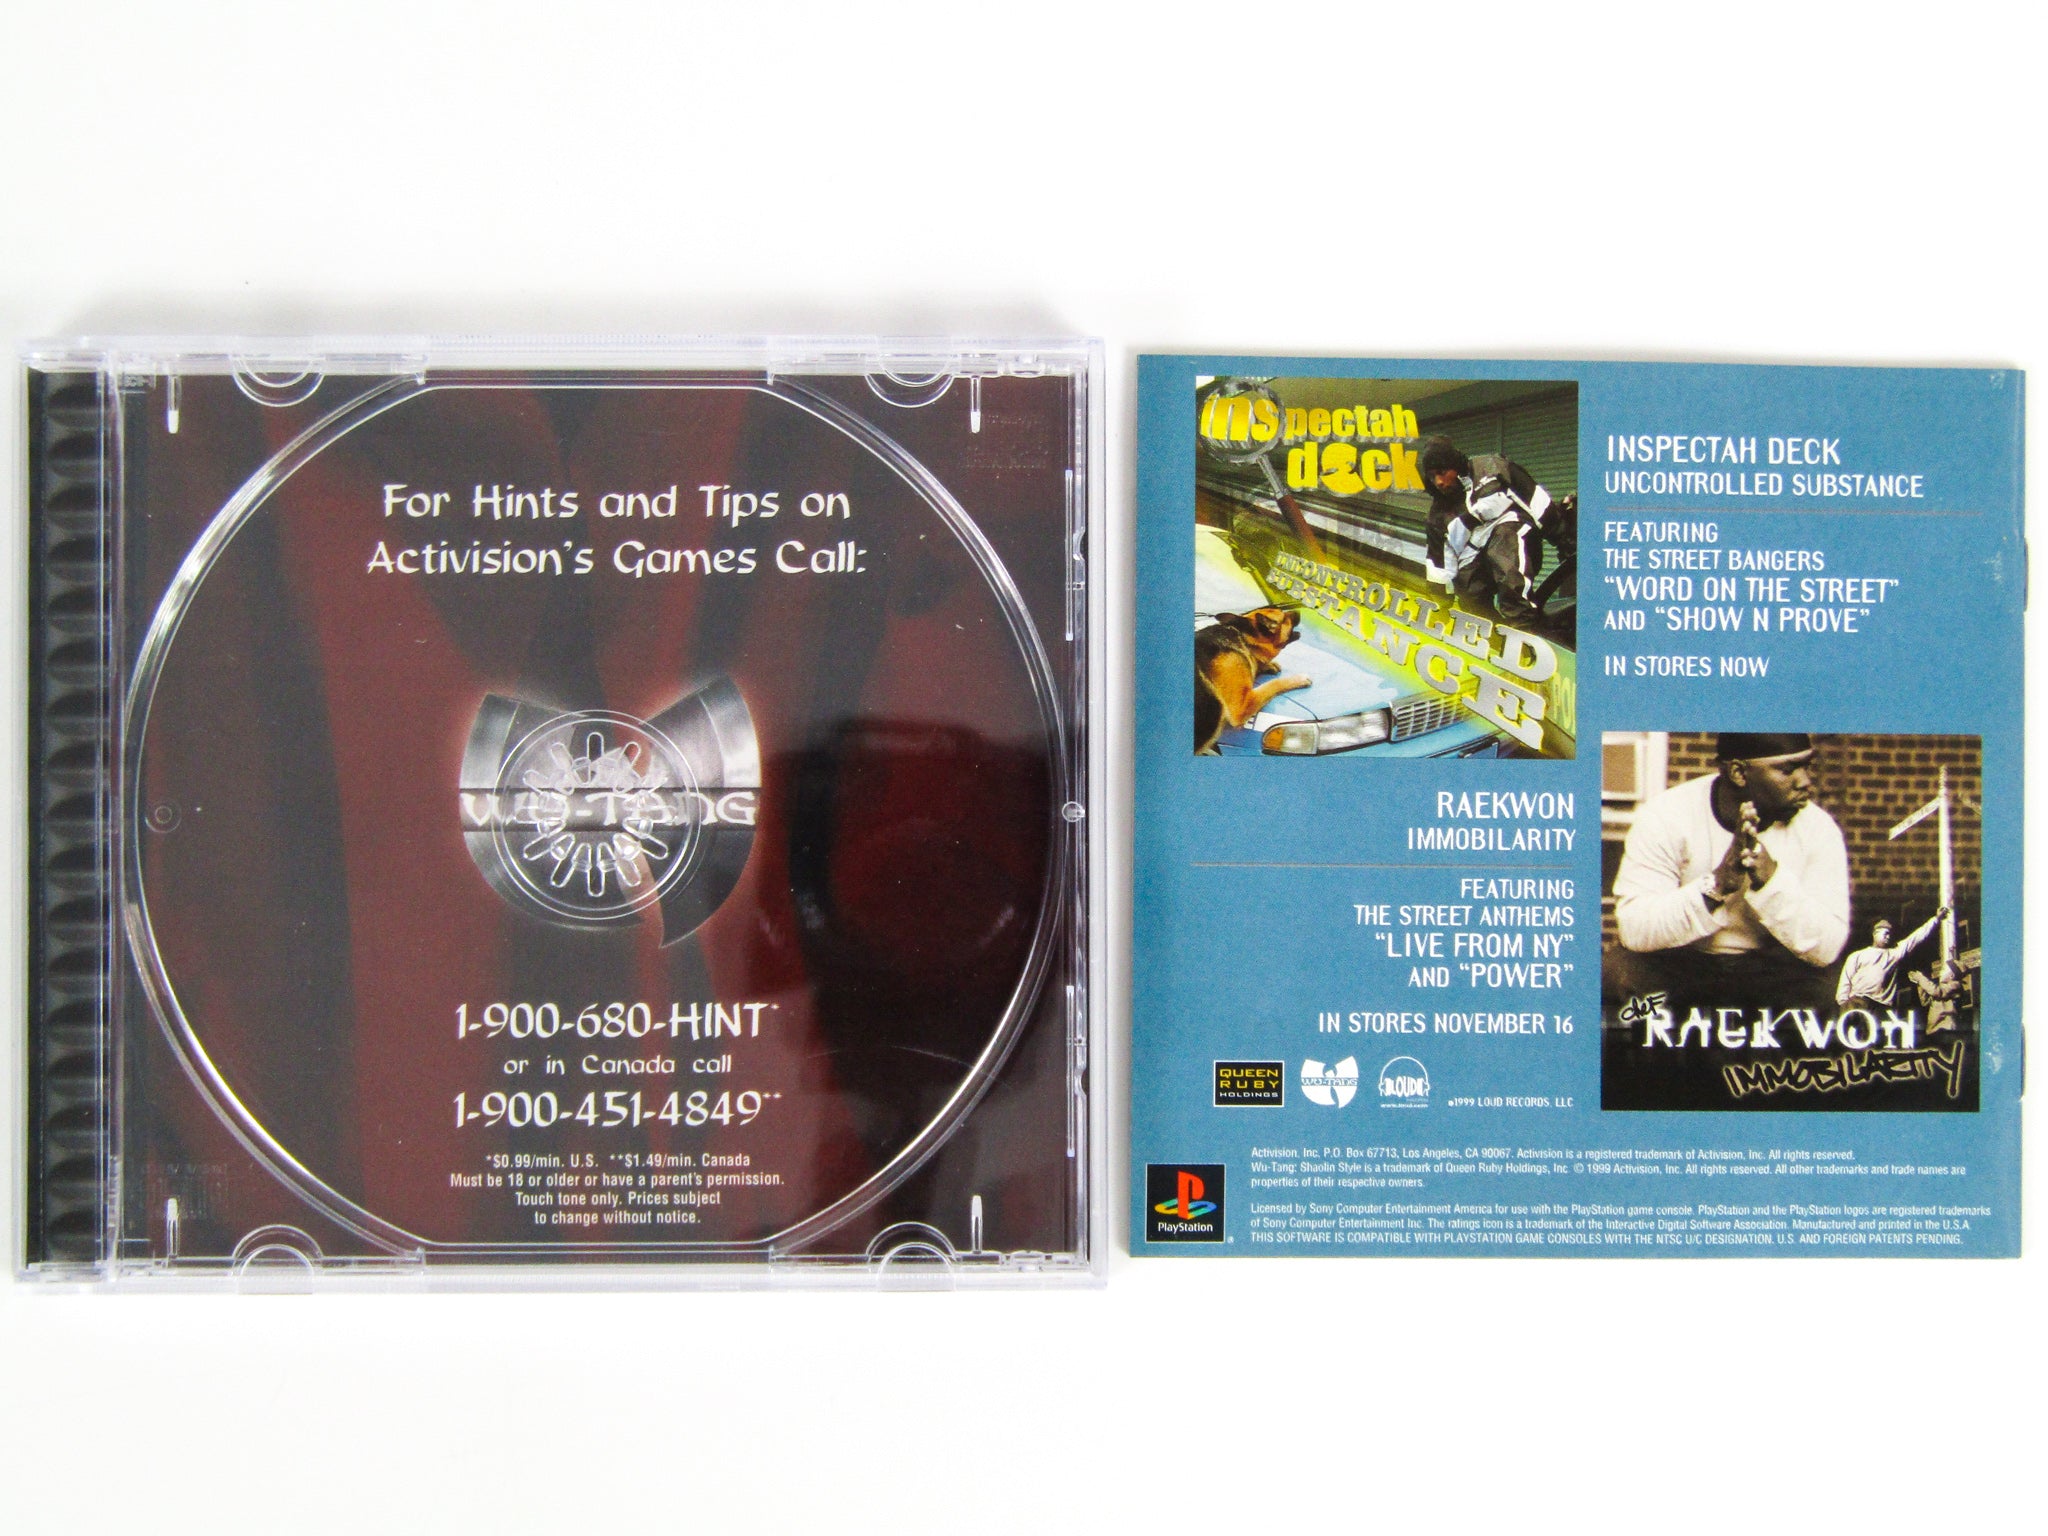 For Hints and Tips on
Activision's Games Call:
WU-TANG
1-900-680-HINT*
or in Canada call
1-900-451-4849**
*$0.99/min. U.S. **$1.49/min. Canada
Must be 18 or older or have a parent's permission.
Touch tone only. Prices subject
to change without notice.
inspectah
deck
UNCONTROLLED
SUBSTANCE
INSPECTAH DECK
UNCONTROLLED SUBSTANCE
FEATURING
THE STREET BANGERS
"WORD ON THE STREET"
AND "SHOW N PROVE"
IN STORES NOW
RAEKWON
IMMOBILARITY
FEATURING
THE STREET ANTHEMS
"LIVE FROM NY"
AND "POWER"
IN STORES NOVEMBER 16
chef
RAEKWON
IMMOBILARITY
QUEEN
RUBY
HOLDINGS
WU-TANG
LOUD
www.loud.com
©1999 LOUD RECORDS, LLC
Activision, Inc. P.O. Box 67713, Los Angeles, CA 90067. Activision is a registered trademark of Activision, Inc. All rights reserved.
Wu-Tang: Shaolin Style is a trademark of Queen Ruby Holdings, Inc. © 1999 Activision, Inc. All rights reserved. All other trademarks and trade names are
properties of their respective owners.
PlayStation
®
Licensed by Sony Computer Entertainment America for use with the PlayStation game console. PlayStation and the PlayStation logos are registered trademarks
of Sony Computer Entertainment Inc. The ratings icon is a trademark of the Interactive Digital Software Association. Manufactured and printed in the U.S.A.
THIS SOFTWARE IS COMPATIBLE WITH PLAYSTATION GAME CONSOLES WITH THE NTSC U/C DESIGNATION. U.S. AND FOREIGN PATENTS PENDING.